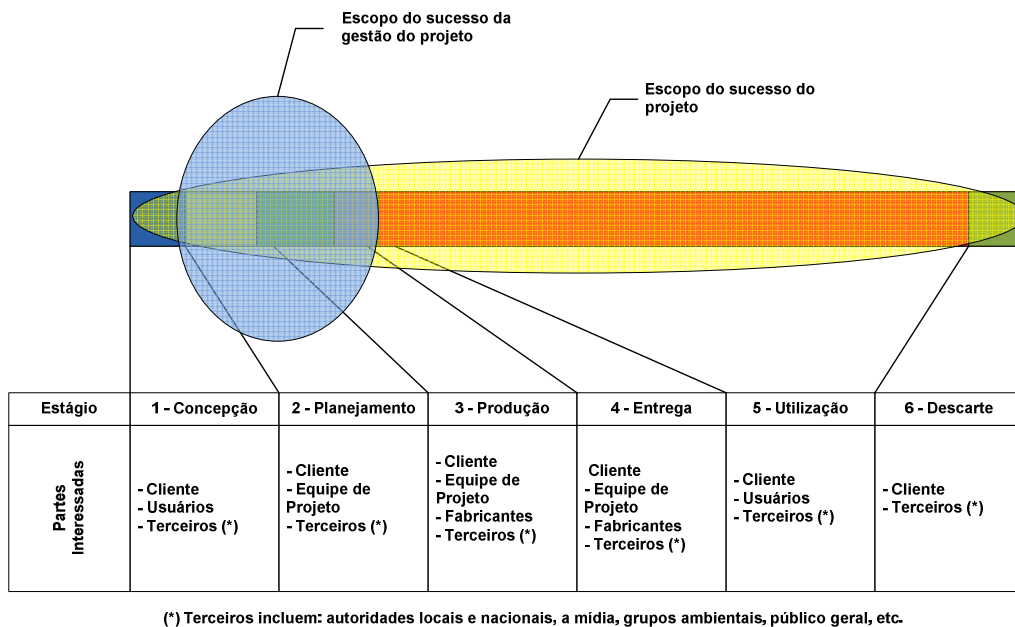 Escopo do sucesso da
gestão do projeto
Escopo do sucesso do
projeto
Estágio
1 - Concepção
2 - Planejamento
3 - Produção
4 - Entrega
5 - Utilização
6 - Descarte
Partes
Interessadas
- Cliente
- Usuários
- Terceiros (*)
- Cliente
- Equipe de
Projeto
- Terceiros (*)
- Cliente
- Equipe de
Projeto
- Fabricantes
- Terceiros (*)
Cliente
- Equipe de
Projeto
- Fabricantes
- Terceiros (*)
- Cliente
- Usuários
- Terceiros (*)
- Cliente
- Terceiros (*)
(*) Terceiros incluem: autoridades locais e nacionais, a mídia, grupos ambientais, público geral, etc.